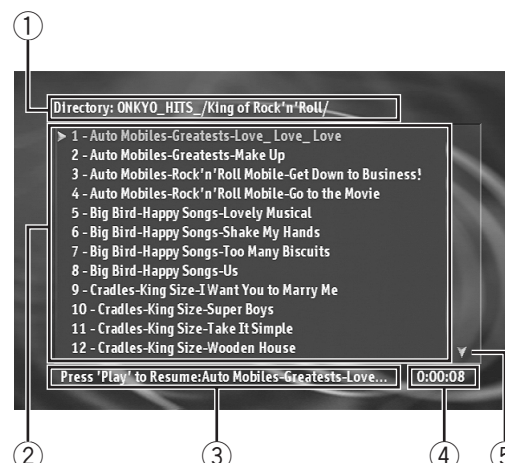 1
Directory: ONKYO_HITS_/King of Rock'n'Roll/
1 - Auto Mobiles-Greatests-Love_ Love_ Love
2 - Auto Mobiles-Greatests-Make Up
3 - Auto Mobiles-Rock'n'Roll Mobile-Get Down to Business!
4 - Auto Mobiles-Rock'n'Roll Mobile-Go to the Movie
5 - Big Bird-Happy Songs-Lovely Musical
6 - Big Bird-Happy Songs-Shake My Hands
7 - Big Bird-Happy Songs-Too Many Biscuits
8 - Big Bird-Happy Songs-Us
9 - Cradles-King Size-I Want You to Marry Me
10 - Cradles-King Size-Super Boys
11 - Cradles-King Size-Take It Simple
12 - Cradles-King Size-Wooden House
Press 'Play' to Resume:Auto Mobiles-Greatests-Love... 0:00:08
2 3 4 5